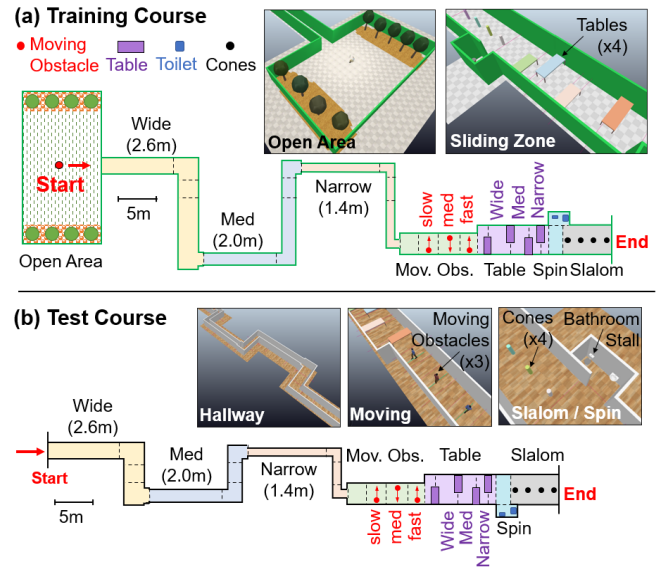 (a) Training Course
Moving Obstacle
Table
Toilet
Cones
Open Area
Tables
(x4)
Sliding Zone
Wide
(2.6m)
Start
5m
Open Area
Med
(2.0m)
Narrow
(1.4m)
slow
med
fast
Wide
Med
Narrow
End
Mov. Obs.
Table
Spin
Slalom
(b) Test Course
Hallway
Moving
Obstacles
(x3)
Moving
Cones
(x4)
Bathroom
Stall
Slalom / Spin
Wide
(2.6m)
Start
5m
Med
(2.0m)
Narrow
(1.4m)
Mov. Obs.
Table
Slalom
slow
med
fast
Wide
Med
Narrow
Spin
End